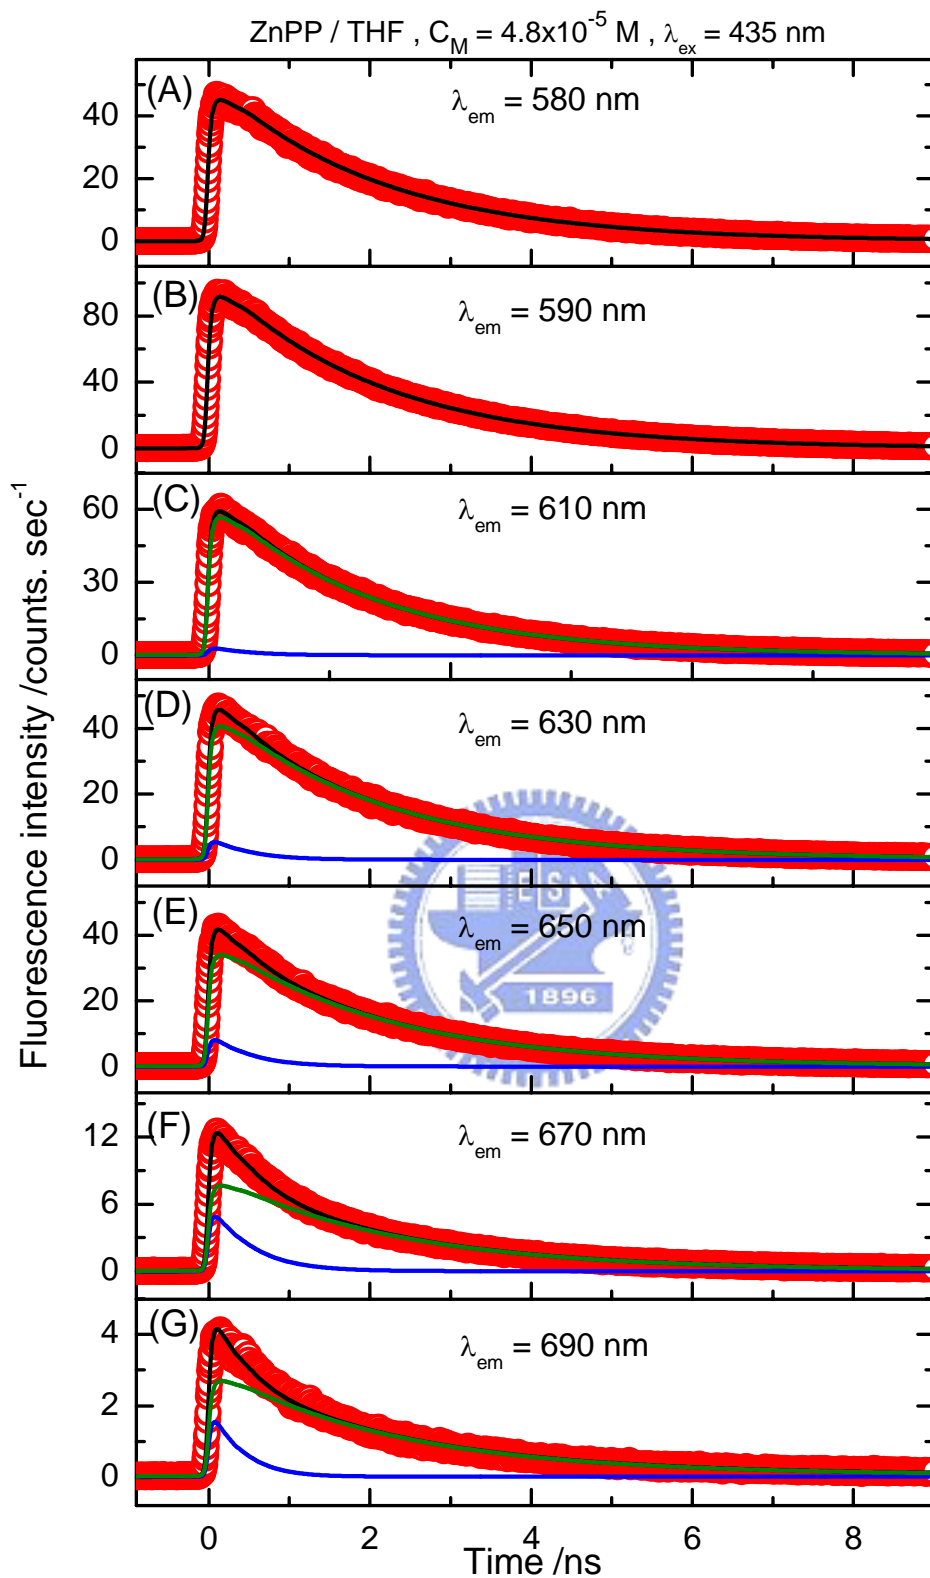 ZnPP / THF , C_M = 4.8x10^-5 M , λ_ex = 435 nm
(A)
λ_em = 580 nm
40
20
0
(B)
λ_em = 590 nm
80
40
0
(C)
λ_em = 610 nm
60
30
0
(D)
λ_em = 630 nm
40
20
0
(E)
λ_em = 650 nm
40
20
0
(F)
λ_em = 670 nm
12
6
0
(G)
λ_em = 690 nm
4
2
0
0 2 4 6 8
Time /ns
Fluorescence intensity /counts. sec^-1
E S
1896